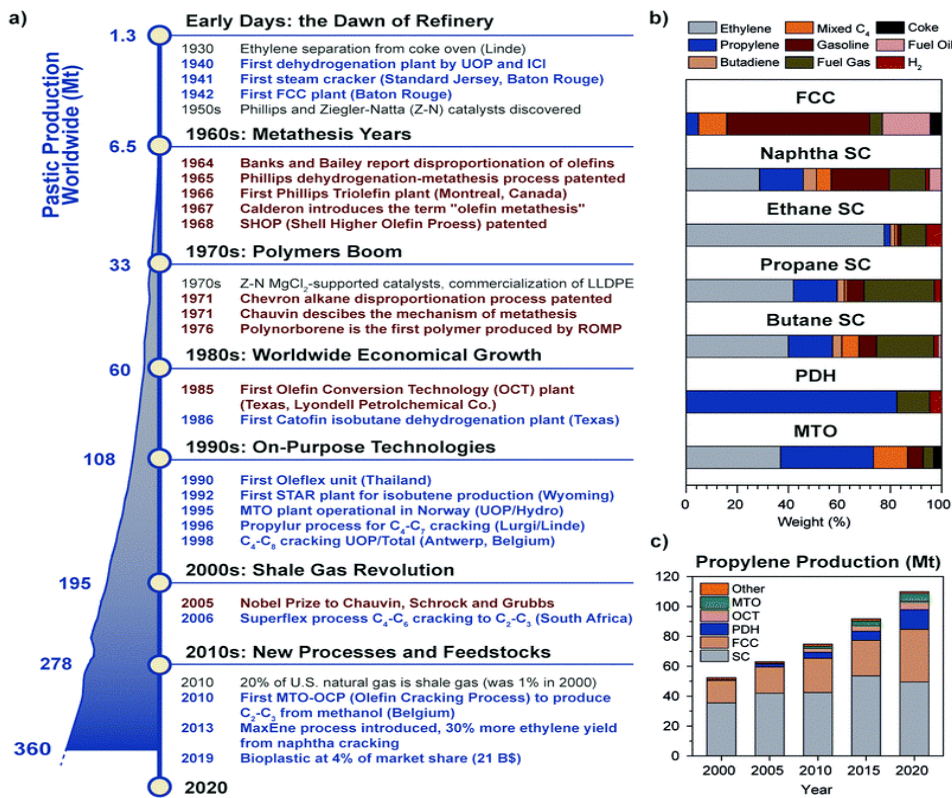 a)
Early Days: the Dawn of Refinery
1.3
1930 Ethylene separation from coke oven (Linde)
1940 First dehydrogenation plant by UOP and ICI
1941 First steam cracker (Standard Jersey, Baton Rouge)
1942 First FCC plant (Baton Rouge)
1950s Phillips and Ziegler-Natta (Z-N) catalysts discovered
Pastic Production
Worldwide (Mt)
1960s: Metathesis Years
6.5
1964 Banks and Bailey report disproportionation of olefins
1965 Phillips dehydrogenation-metathesis process patented
1966 First Phillips Triolefin plant (Montreal, Canada)
1967 Calderon introduces the term "olefin metathesis"
1968 SHOP (Shell Higher Olefin Proess) patented
1970s: Polymers Boom
33
1970s Z-N MgCl2-supported catalysts, commercialization of LLDPE
1971 Chevron alkane disproportionation process patented
1971 Chauvin descibes the mechanism of metathesis
1976 Polynorborene is the first polymer produced by ROMP
1980s: Worldwide Economical Growth
60
1985 First Olefin Conversion Technology (OCT) plant
(Texas, Lyondell Petrolchemical Co.)
1986 First Catofin isobutane dehydrogenation plant (Texas)
1990s: On-Purpose Technologies
108
1990 First Oleflex unit (Thailand)
1992 First STAR plant for isobutene production (Wyoming)
1995 MTO plant operational in Norway (UOP/Hydro)
1996 Propylur process for C4-C7 cracking (Lurgi/Linde)
1998 C4-C8 cracking UOP/Total (Antwerp, Belgium)
2000s: Shale Gas Revolution
195
2005 Nobel Prize to Chauvin, Schrock and Grubbs
2006 Superflex process C4-C6 cracking to C2-C3 (South Africa)
2010s: New Processes and Feedstocks
278
2010 20% of U.S. natural gas is shale gas (was 1% in 2000)
2010 First MTO-OCP (Olefin Cracking Process) to produce
C2-C3 from methanol (Belgium)
2013 MaxEne process introduced, 30% more ethylene yield
from naphtha cracking
2019 Bioplastic at 4% of market share (21 B$)
360
2020
b)
Ethylene Mixed C4 Coke
Propylene Gasoline Fuel Oil
Butadiene Fuel Gas H2
FCC
Naphtha SC
Ethane SC
Propane SC
Butane SC
PDH
MTO
0 20 40 60 80 100
Weight (%)
c)
Propylene Production (Mt)
120
100
80
60
40
20
0
Other
MTO
OCT
PDH
FCC
SC
2000 2005 2010 2015 2020
Year